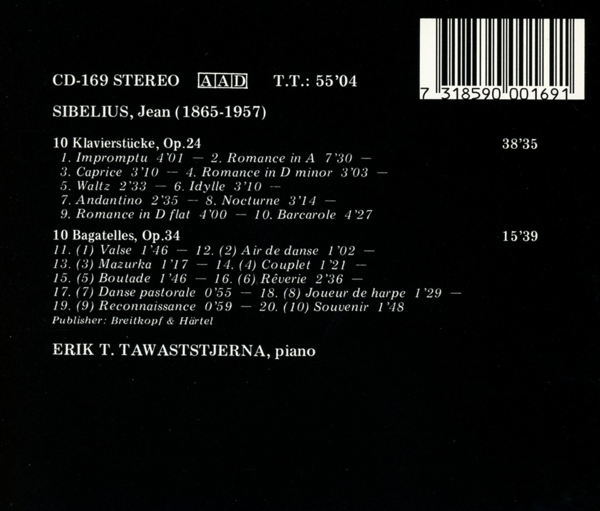 7 318590 001691
CD-169 STEREO AAD T.T.: 55'04
SIBELIUS, Jean (1865-1957)
10 Klavierstücke, Op.24 38'35
1. Impromptu 4'01 — 2. Romance in A 7'30 —
3. Caprice 3'10 — 4. Romance in D minor 3'03 —
5. Waltz 2'33 — 6. Idylle 3'10 —
7. Andantino 2'35 — 8. Nocturne 3'14 —
9. Romance in D flat 4'00 — 10. Barcarole 4'27
10 Bagatelles, Op.34 15'39
11. (1) Valse 1'46 — 12. (2) Air de danse 1'02 —
13. (3) Mazurka 1'17 — 14. (4) Couplet 1'21 —
15. (5) Boutade 1'46 — 16. (6) Rêverie 2'36 —
17. (7) Danse pastorale 0'55 — 18. (8) Joueur de harpe 1'29 —
19. (9) Reconnaissance 0'59 — 20. (10) Souvenir 1'48
Publisher: Breitkopf & Härtel
ERIK T. TAWASTSTJERNA, piano